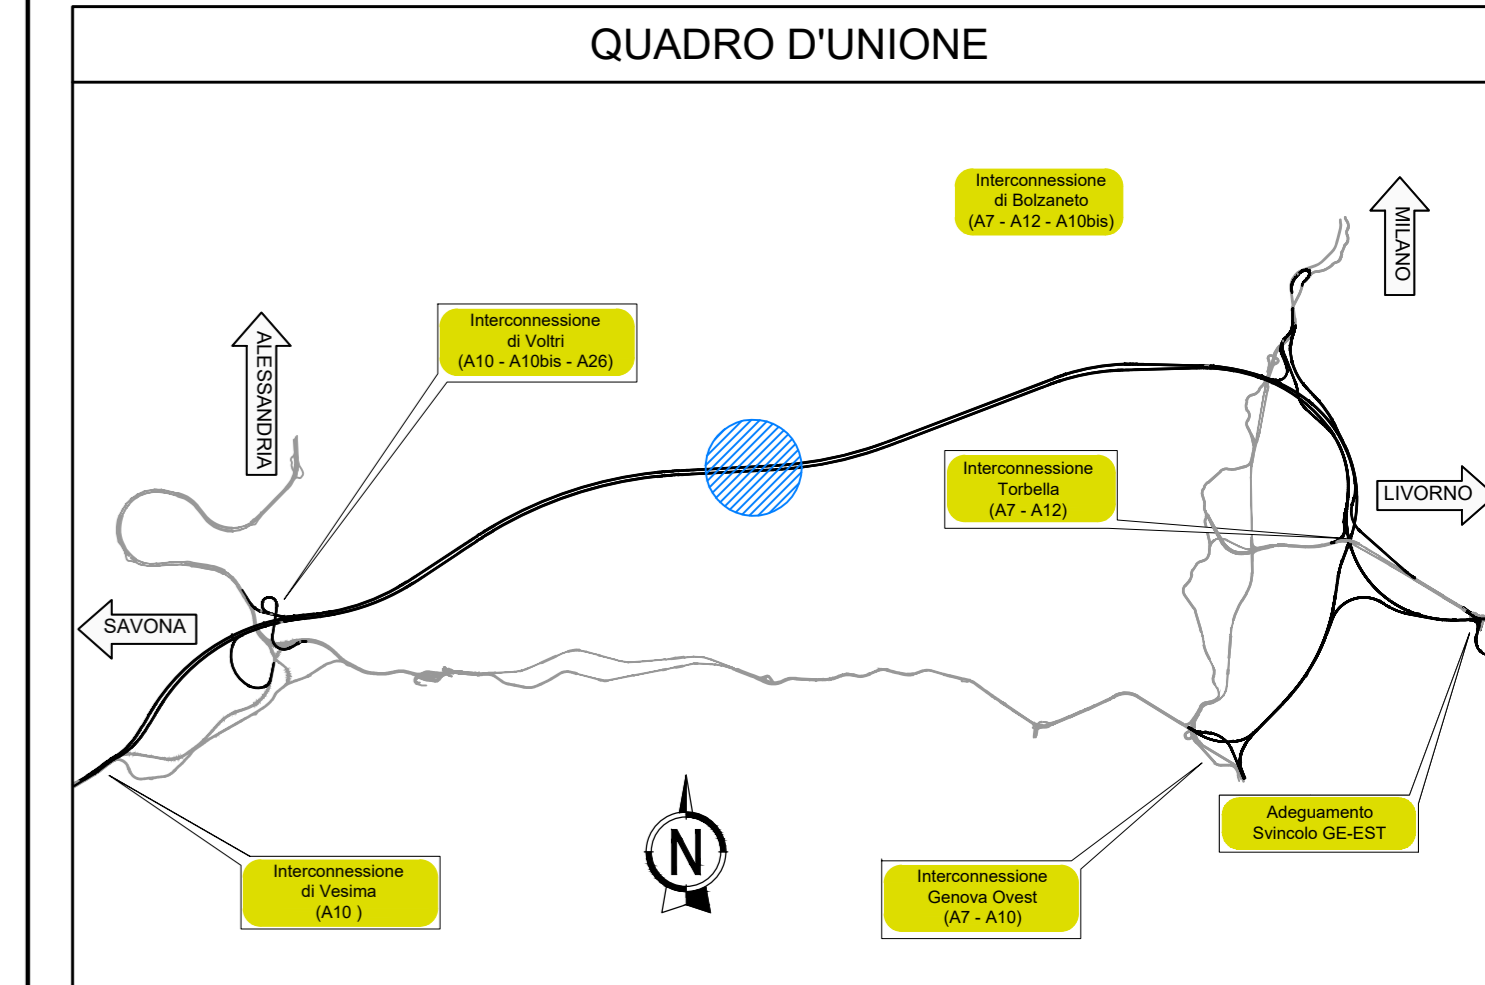 QUADRO D'UNIONE
Interconnessione
di Bolzaneto
(A7 - A12 - A10bis)
MILANO
Interconnessione
di Voltri
(A10 - A10bis - A26)
ALESSANDRIA
Interconnessione
Torbella
(A7 - A12)
LIVORNO
SAVONA
Adeguamento
Svincolo GE-EST
N
Interconnessione
di Vesima
(A10 )
Interconnessione
Genova Ovest
(A7 - A10)